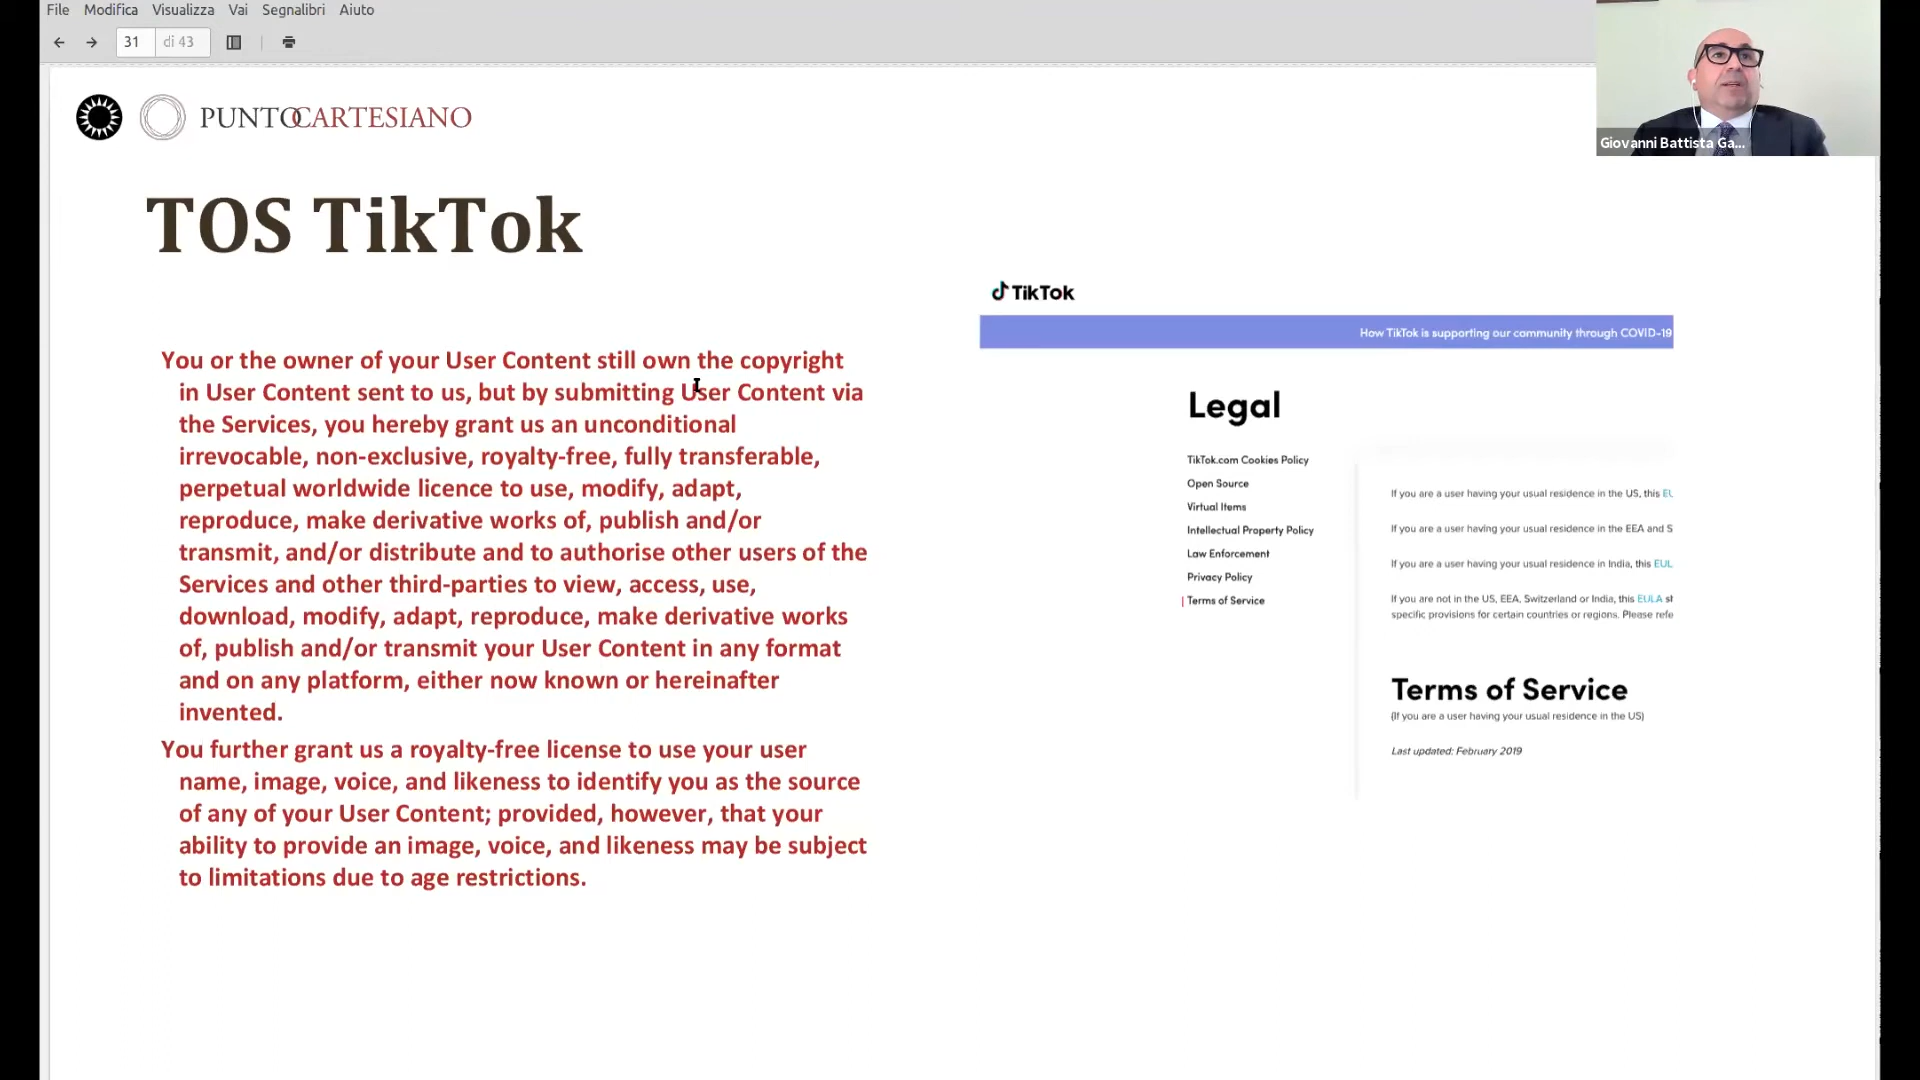 File Modifica Visualizza Vai Segnalibri Aiuto
31 di 43
PUNTOCARTESIANO
Giovanni Battista Ga...
TOS TikTok
You or the owner of your User Content still own the copyright
in User Content sent to us, but by submitting User Content via
the Services, you hereby grant us an unconditional
irrevocable, non-exclusive, royalty-free, fully transferable,
perpetual worldwide licence to use, modify, adapt,
reproduce, make derivative works of, publish and/or
transmit, and/or distribute and to authorise other users of the
Services and other third-parties to view, access, use,
download, modify, adapt, reproduce, make derivative works
of, publish and/or transmit your User Content in any format
and on any platform, either now known or hereinafter
invented.
You further grant us a royalty-free license to use your user
name, image, voice, and likeness to identify you as the source
of any of your User Content; provided, however, that your
ability to provide an image, voice, and likeness may be subject
to limitations due to age restrictions.
TikTok
How TikTok is supporting our community through COVID-19
Legal
TikTok.com Cookies Policy
Open Source
Virtual Items
Intellectual Property Policy
Law Enforcement
Privacy Policy
Terms of Service
If you are a user having your usual residence in the US, this
If you are a user having your usual residence in the EEA and S
If you are a user having your usual residence in India, this EUL
If you are not in the US, EEA, Switzerland or India, this EULA
specific provisions for certain countries or regions. Please
Terms of Service
(If you are a user having your usual residence in the US)
Last updated: February 2019